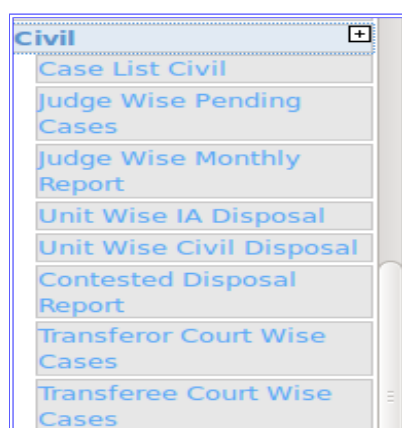 Civil
Case List Civil
Judge Wise Pending
Cases
Judge Wise Monthly
Report
Unit Wise IA Disposal
Unit Wise Civil Disposal
Contested Disposal
Report
Transferor Court Wise
Cases
Transferee Court Wise
Cases